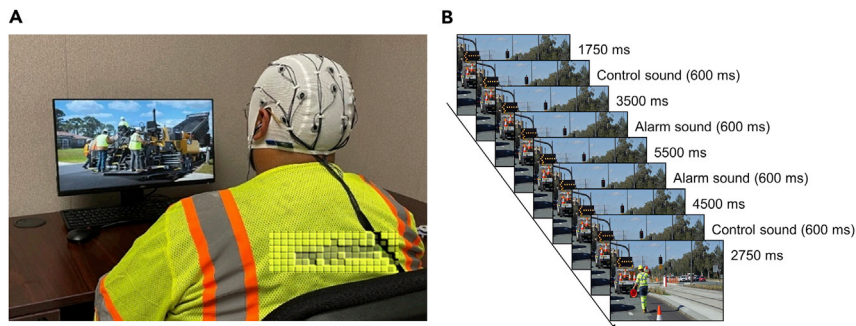 A
B
1750 ms
Control sound (600 ms)
3500 ms
Alarm sound (600 ms)
5500 ms
Alarm sound (600 ms)
4500 ms
Control sound (600 ms)
2750 ms